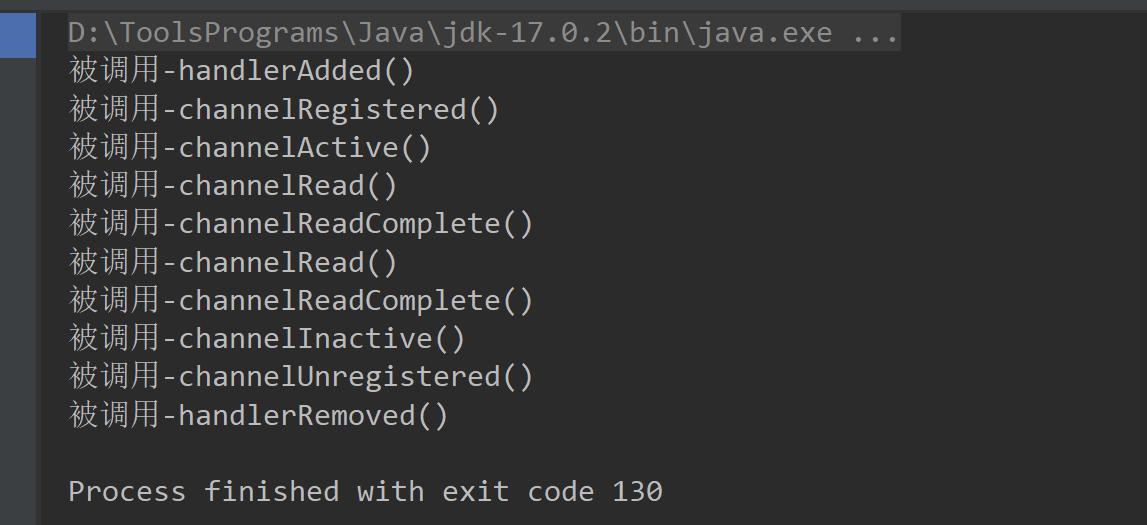 D:\ToolsPrograms\Java\jdk-17.0.2\bin\java.exe ...
被调用-handlerAdded()
被调用-channelRegistered()
被调用-channelActive()
被调用-channelRead()
被调用-channelReadComplete()
被调用-channelRead()
被调用-channelReadComplete()
被调用-channelInactive()
被调用-channelUnregistered()
被调用-handlerRemoved()
Process finished with exit code 130